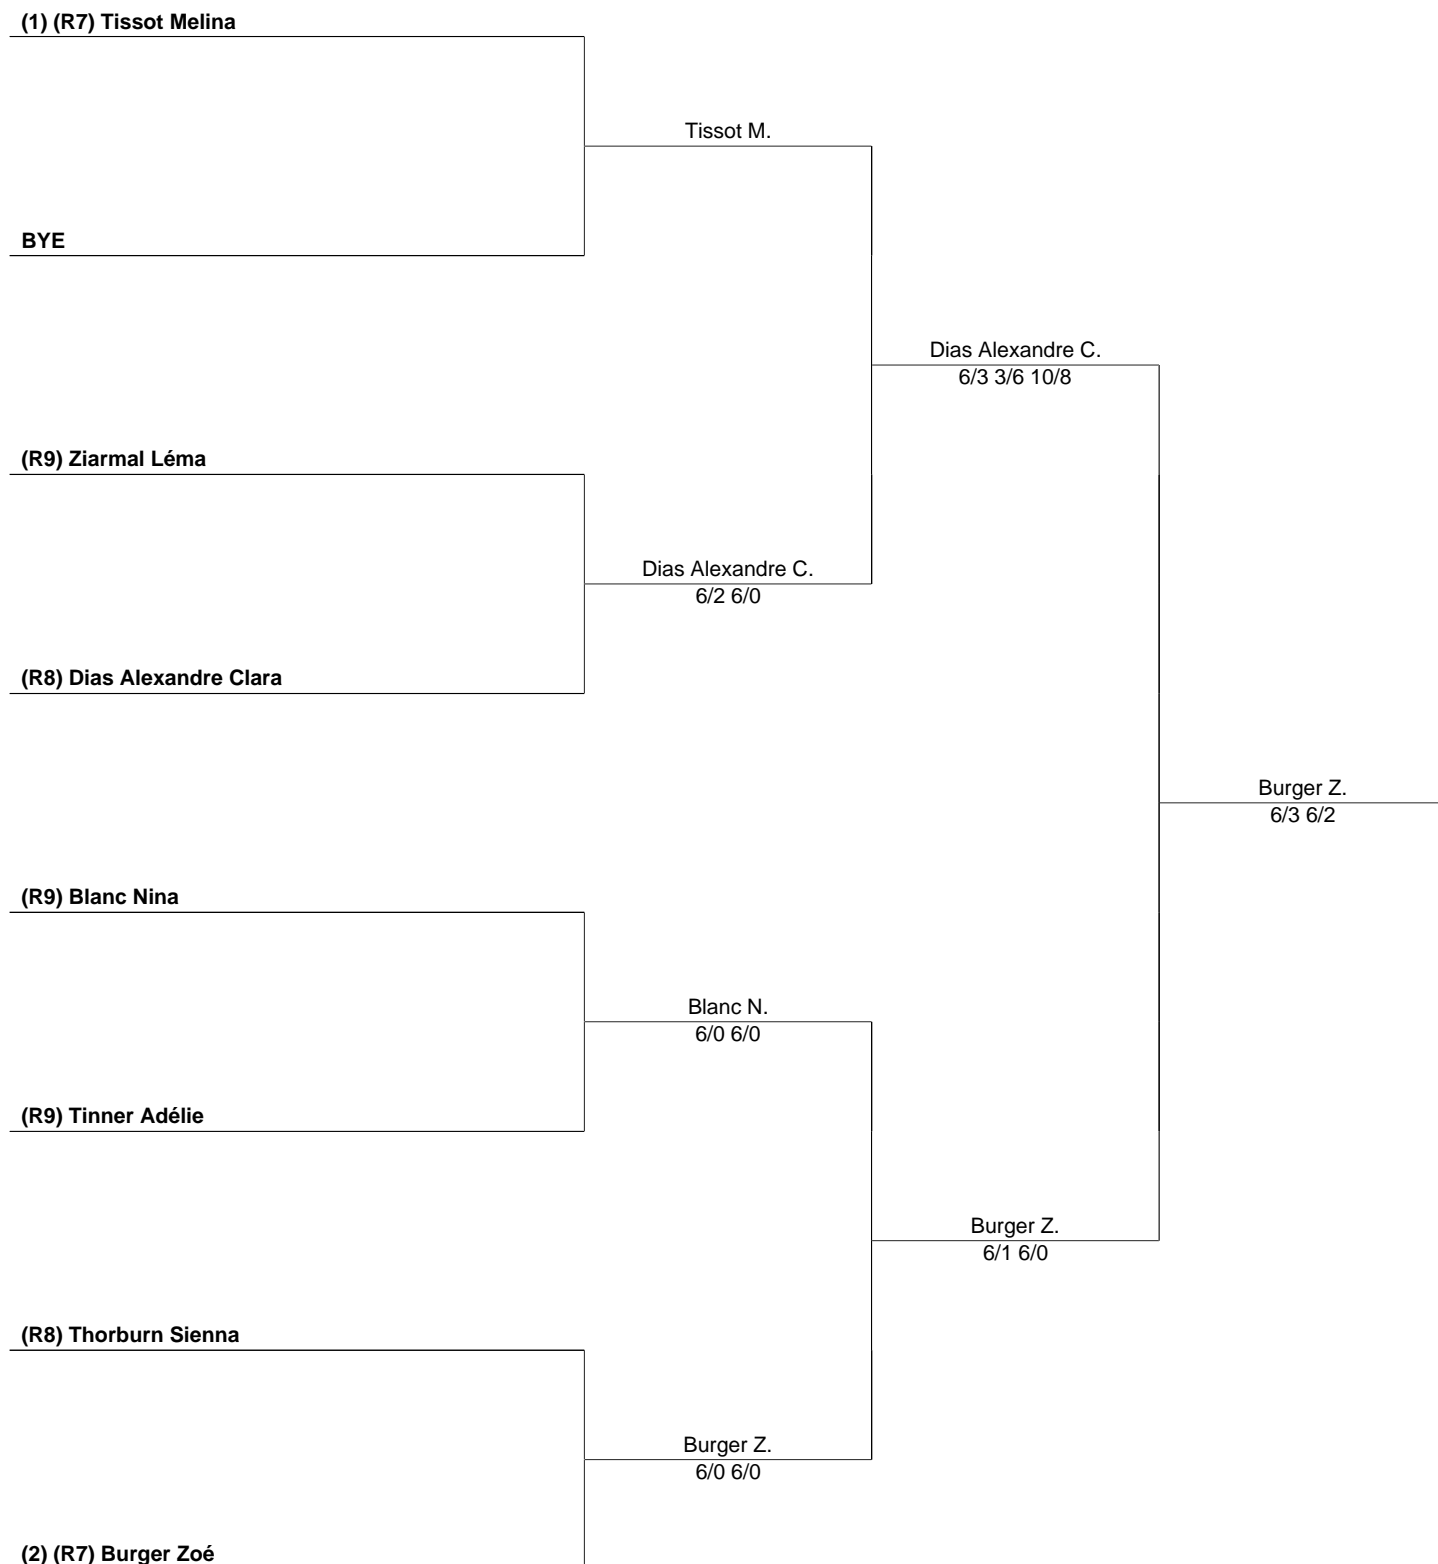 (1) (R7) Tissot Melina
Tissot M.
BYE
Dias Alexandre C.
6/3 3/6 10/8
(R9) Ziarmal Léma
Dias Alexandre C.
6/2 6/0
(R8) Dias Alexandre Clara
Burger Z.
6/3 6/2
(R9) Blanc Nina
Blanc N.
6/0 6/0
(R9) Tinner Adélie
Burger Z.
6/1 6/0
(R8) Thorburn Sienna
Burger Z.
6/0 6/0
(2) (R7) Burger Zoé